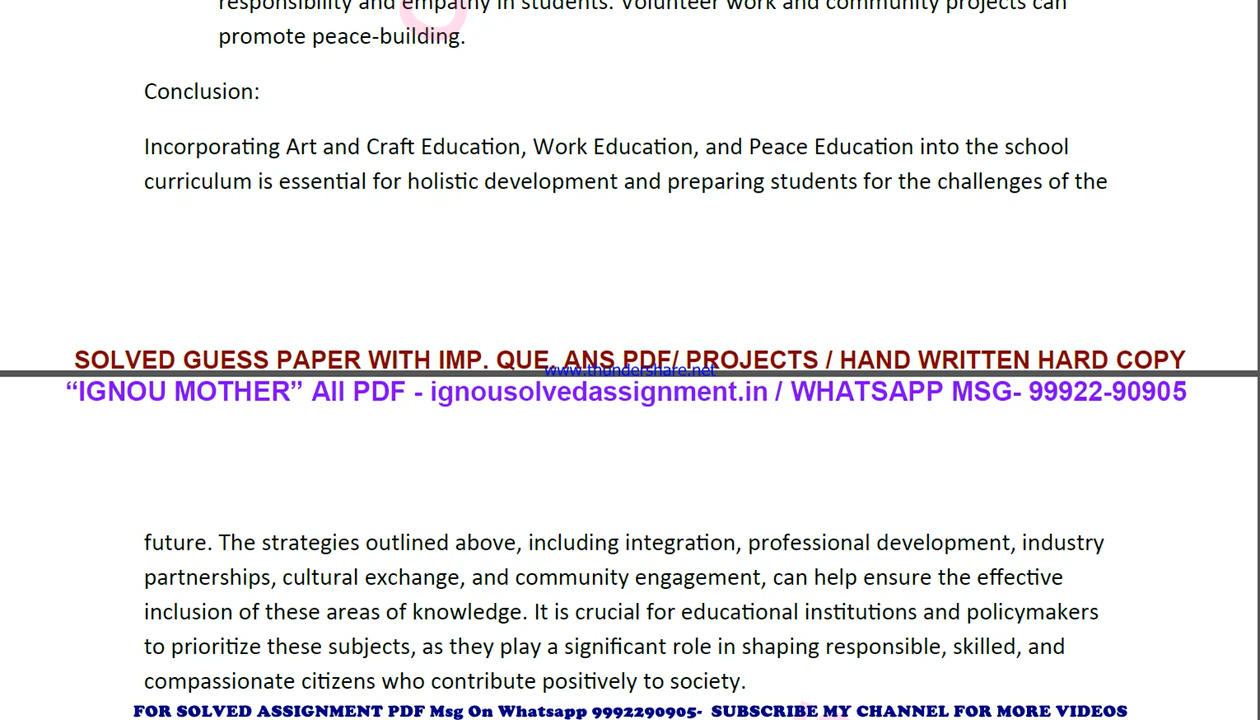 responsibility and empathy in students. Volunteer work and community projects can
promote peace-building.
Conclusion:
Incorporating Art and Craft Education, Work Education, and Peace Education into the school
curriculum is essential for holistic development and preparing students for the challenges of the
SOLVED GUESS PAPER WITH IMP. QUE. ANS PDF/ PROJECTS / HAND WRITTEN HARD COPY
www.thundershare.net
“IGNOU MOTHER” All PDF - ignousolvedassignment.in / WHATSAPP MSG- 99922-90905
future. The strategies outlined above, including integration, professional development, industry
partnerships, cultural exchange, and community engagement, can help ensure the effective
inclusion of these areas of knowledge. It is crucial for educational institutions and policymakers
to prioritize these subjects, as they play a significant role in shaping responsible, skilled, and
compassionate citizens who contribute positively to society.
FOR SOLVED ASSIGNMENT PDF Msg On Whatsapp 9992290905- SUBSCRIBE MY CHANNEL FOR MORE VIDEOS